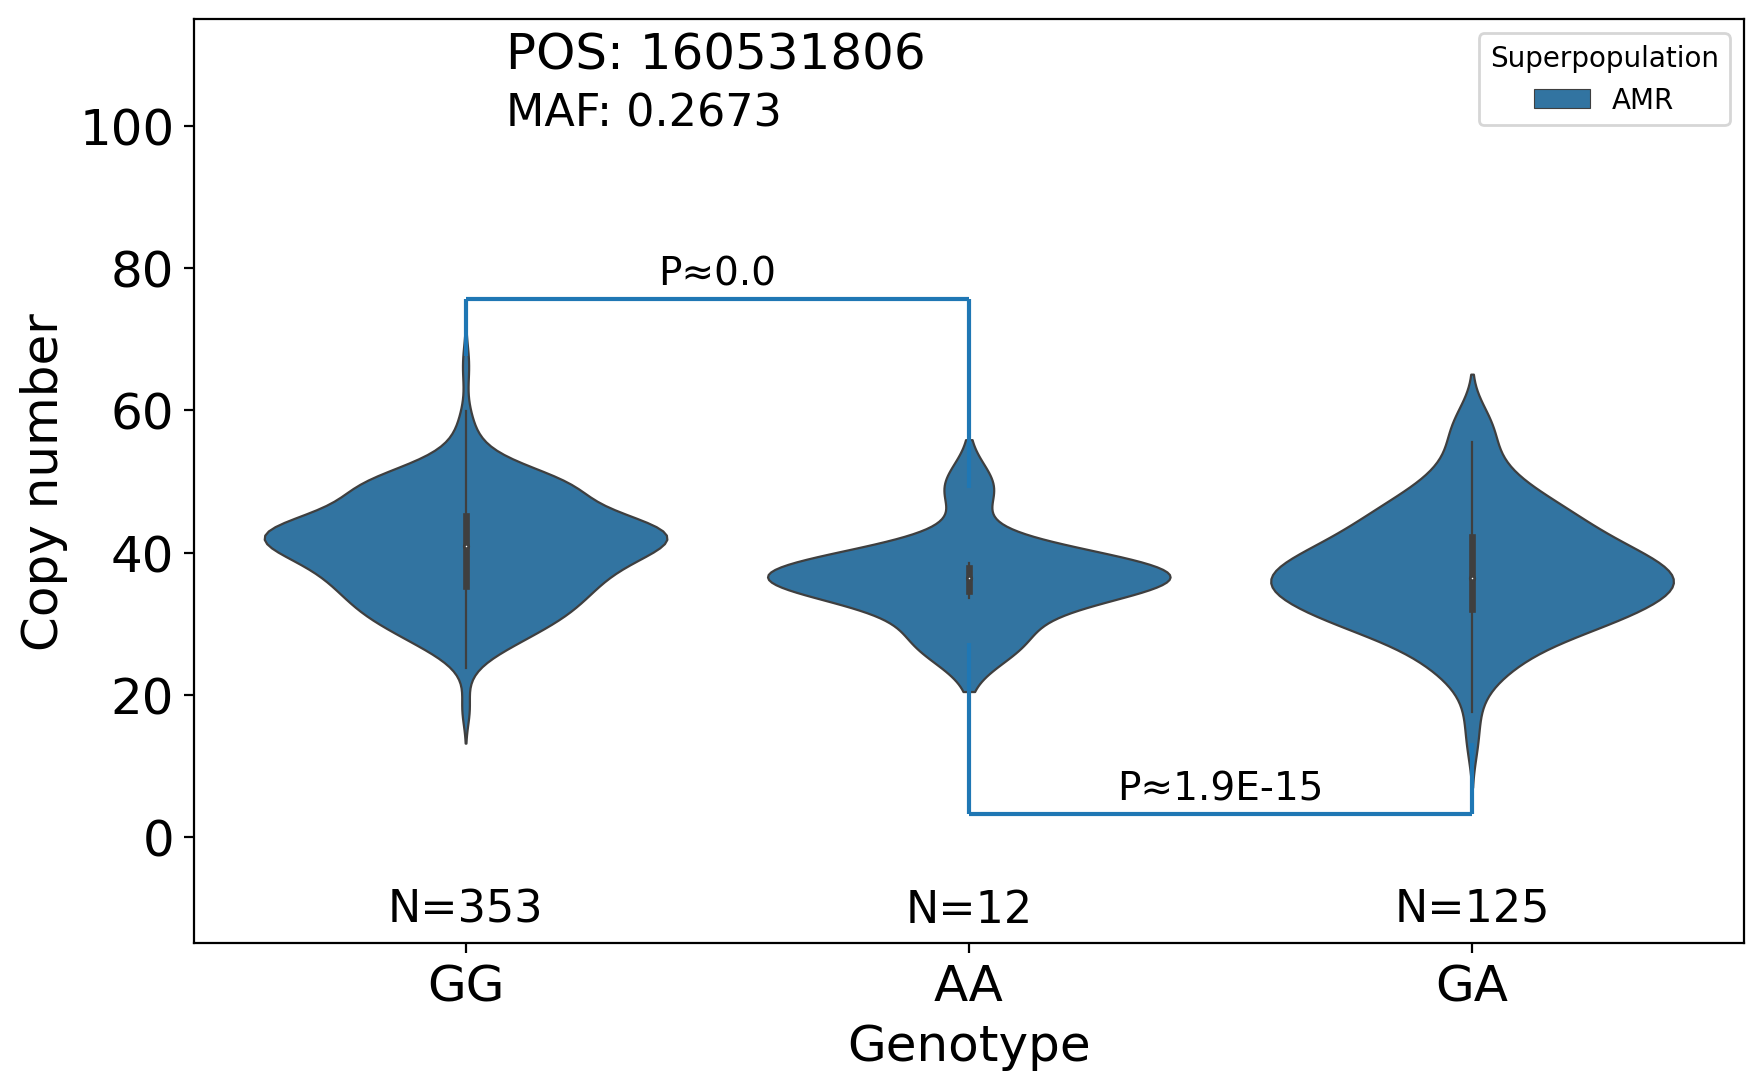 POS: 160531806
MAF: 0.2673
Superpopulation
AMR
Copy number
100
80
60
40
20
0
P≈0.0
P≈1.9E-15
N=353
N=12
N=125
GG
AA
GA
Genotype